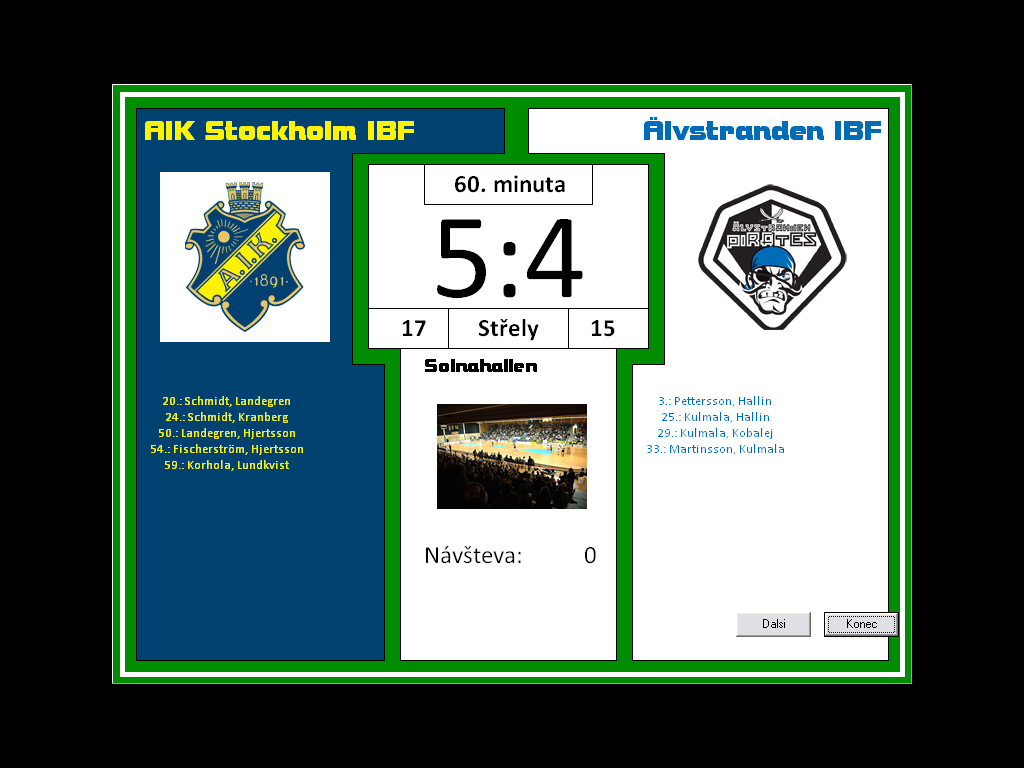 AIK Stockholm IBF
Älvstranden IBF
60. minuta
5:4
17 Střely 15
A.I.K.
·1891·
ÄLVSTRANDEN
PIRATES
Solnahallen
20.: Schmidt, Landegren
24.: Schmidt, Kranberg
50.: Landegren, Hjertsson
54.: Fischerström, Hjertsson
59.: Korhola, Lundkvist
3.: Pettersson, Hallin
25.: Kulmala, Hallin
29.: Kulmala, Kobalej
33.: Martinsson, Kulmala
Návšteva: 0
Dalsi
Konec